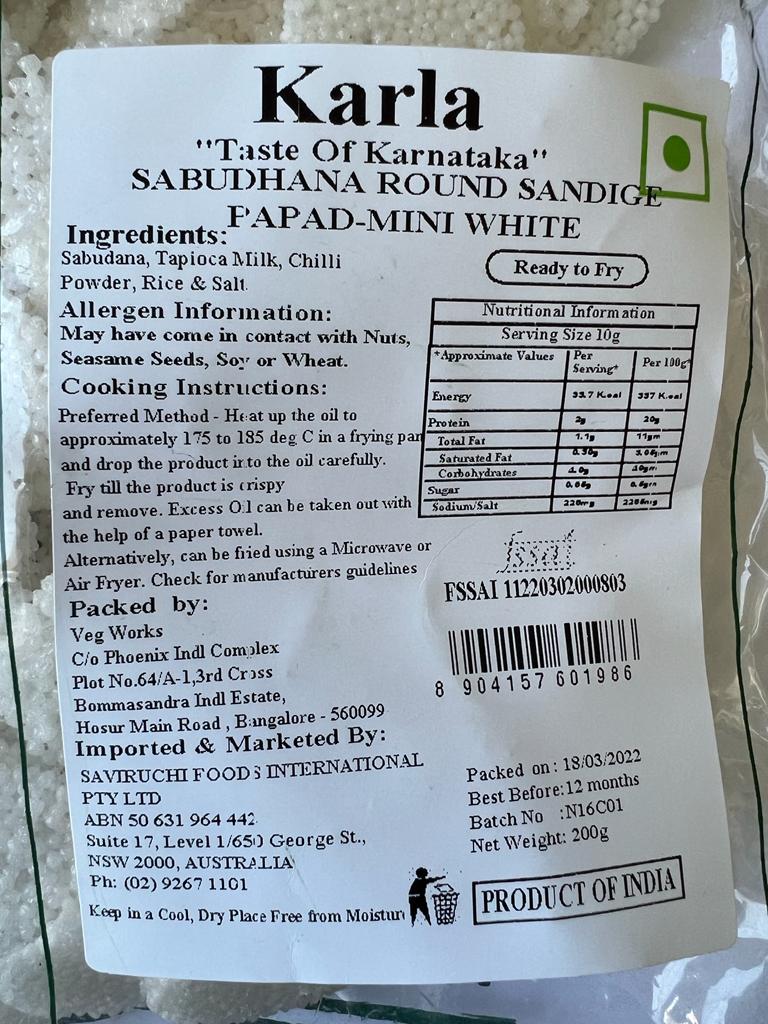 Karla
"Taste Of Karnataka"
SABUDHANA ROUND SANDIGE
PAPAD-MINI WHITE
Ingredients:
Sabudana, Tapioca Milk, Chilli
Powder, Rice & Salt.
Ready to Fry
Allergen Information:
May have come in contact with Nuts,
Seasame Seeds, Soy or Wheat.
Cooking Instructions:
Preferred Method - Heat up the oil to
approximately 175 to 185 deg C in a frying pan
and drop the product into the oil carefully.
Fry till the product is crispy
and remove. Excess Oil can be taken out with
the help of a paper towel.
Alternatively, can be fried using a Microwave or
Air Fryer. Check for manufacturers guidelines
Nutritional Information
Serving Size 10g
*Approximate Values Per Serving* Per 100g*
Energy 33.7 K.cal 337 K.cal
Protein 2g 20g
Total Fat 1.1g 11gm
Saturated Fat 0.30g 3.06gm
Corbohydrates
Sugar
Sodium/Salt 228mg
fssai
FSSAI 11220302000803
8 904157 601986
Packed by:
Veg Works
C/o Phoenix Indl Complex
Plot No.64/A-1,3rd Cross
Bommasandra Indl Estate,
Hosur Main Road , Bangalore - 560099
Imported & Marketed By:
SAVIRUCHI FOODS INTERNATIONAL
PTY LTD
ABN 50 631 964 442
Suite 17, Level 1/650 George St.,
NSW 2000, AUSTRALIA
Ph: (02) 9267 1101
Keep in a Cool, Dry Place Free from Moistur
Packed on : 18/03/2022
Best Before:12 months
Batch No :N16C01
Net Weight: 200g
PRODUCT OF INDIA